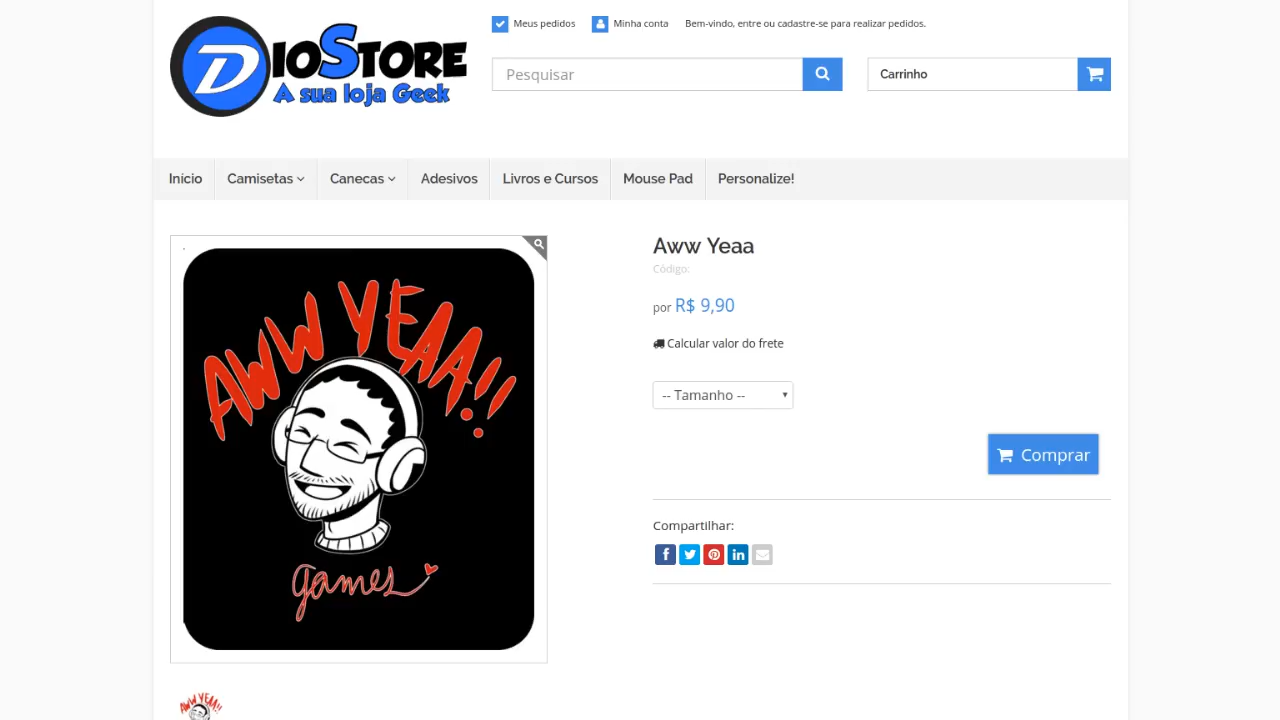 DIOSTORE
A sua loja Geek
Meus pedidos
Minha conta
Bem-vindo, entre ou cadastre-se para realizar pedidos.
Pesquisar
Carrinho
Inicio
Camisetas
Canecas
Adesivos
Livros e Cursos
Mouse Pad
Personalize!
AWW YEAA!!
games
Aww Yeaa
Código:
por R$ 9,90
Calcular valor do frete
-- Tamanho --
Comprar
Compartilhar:
AWW YEAA!!